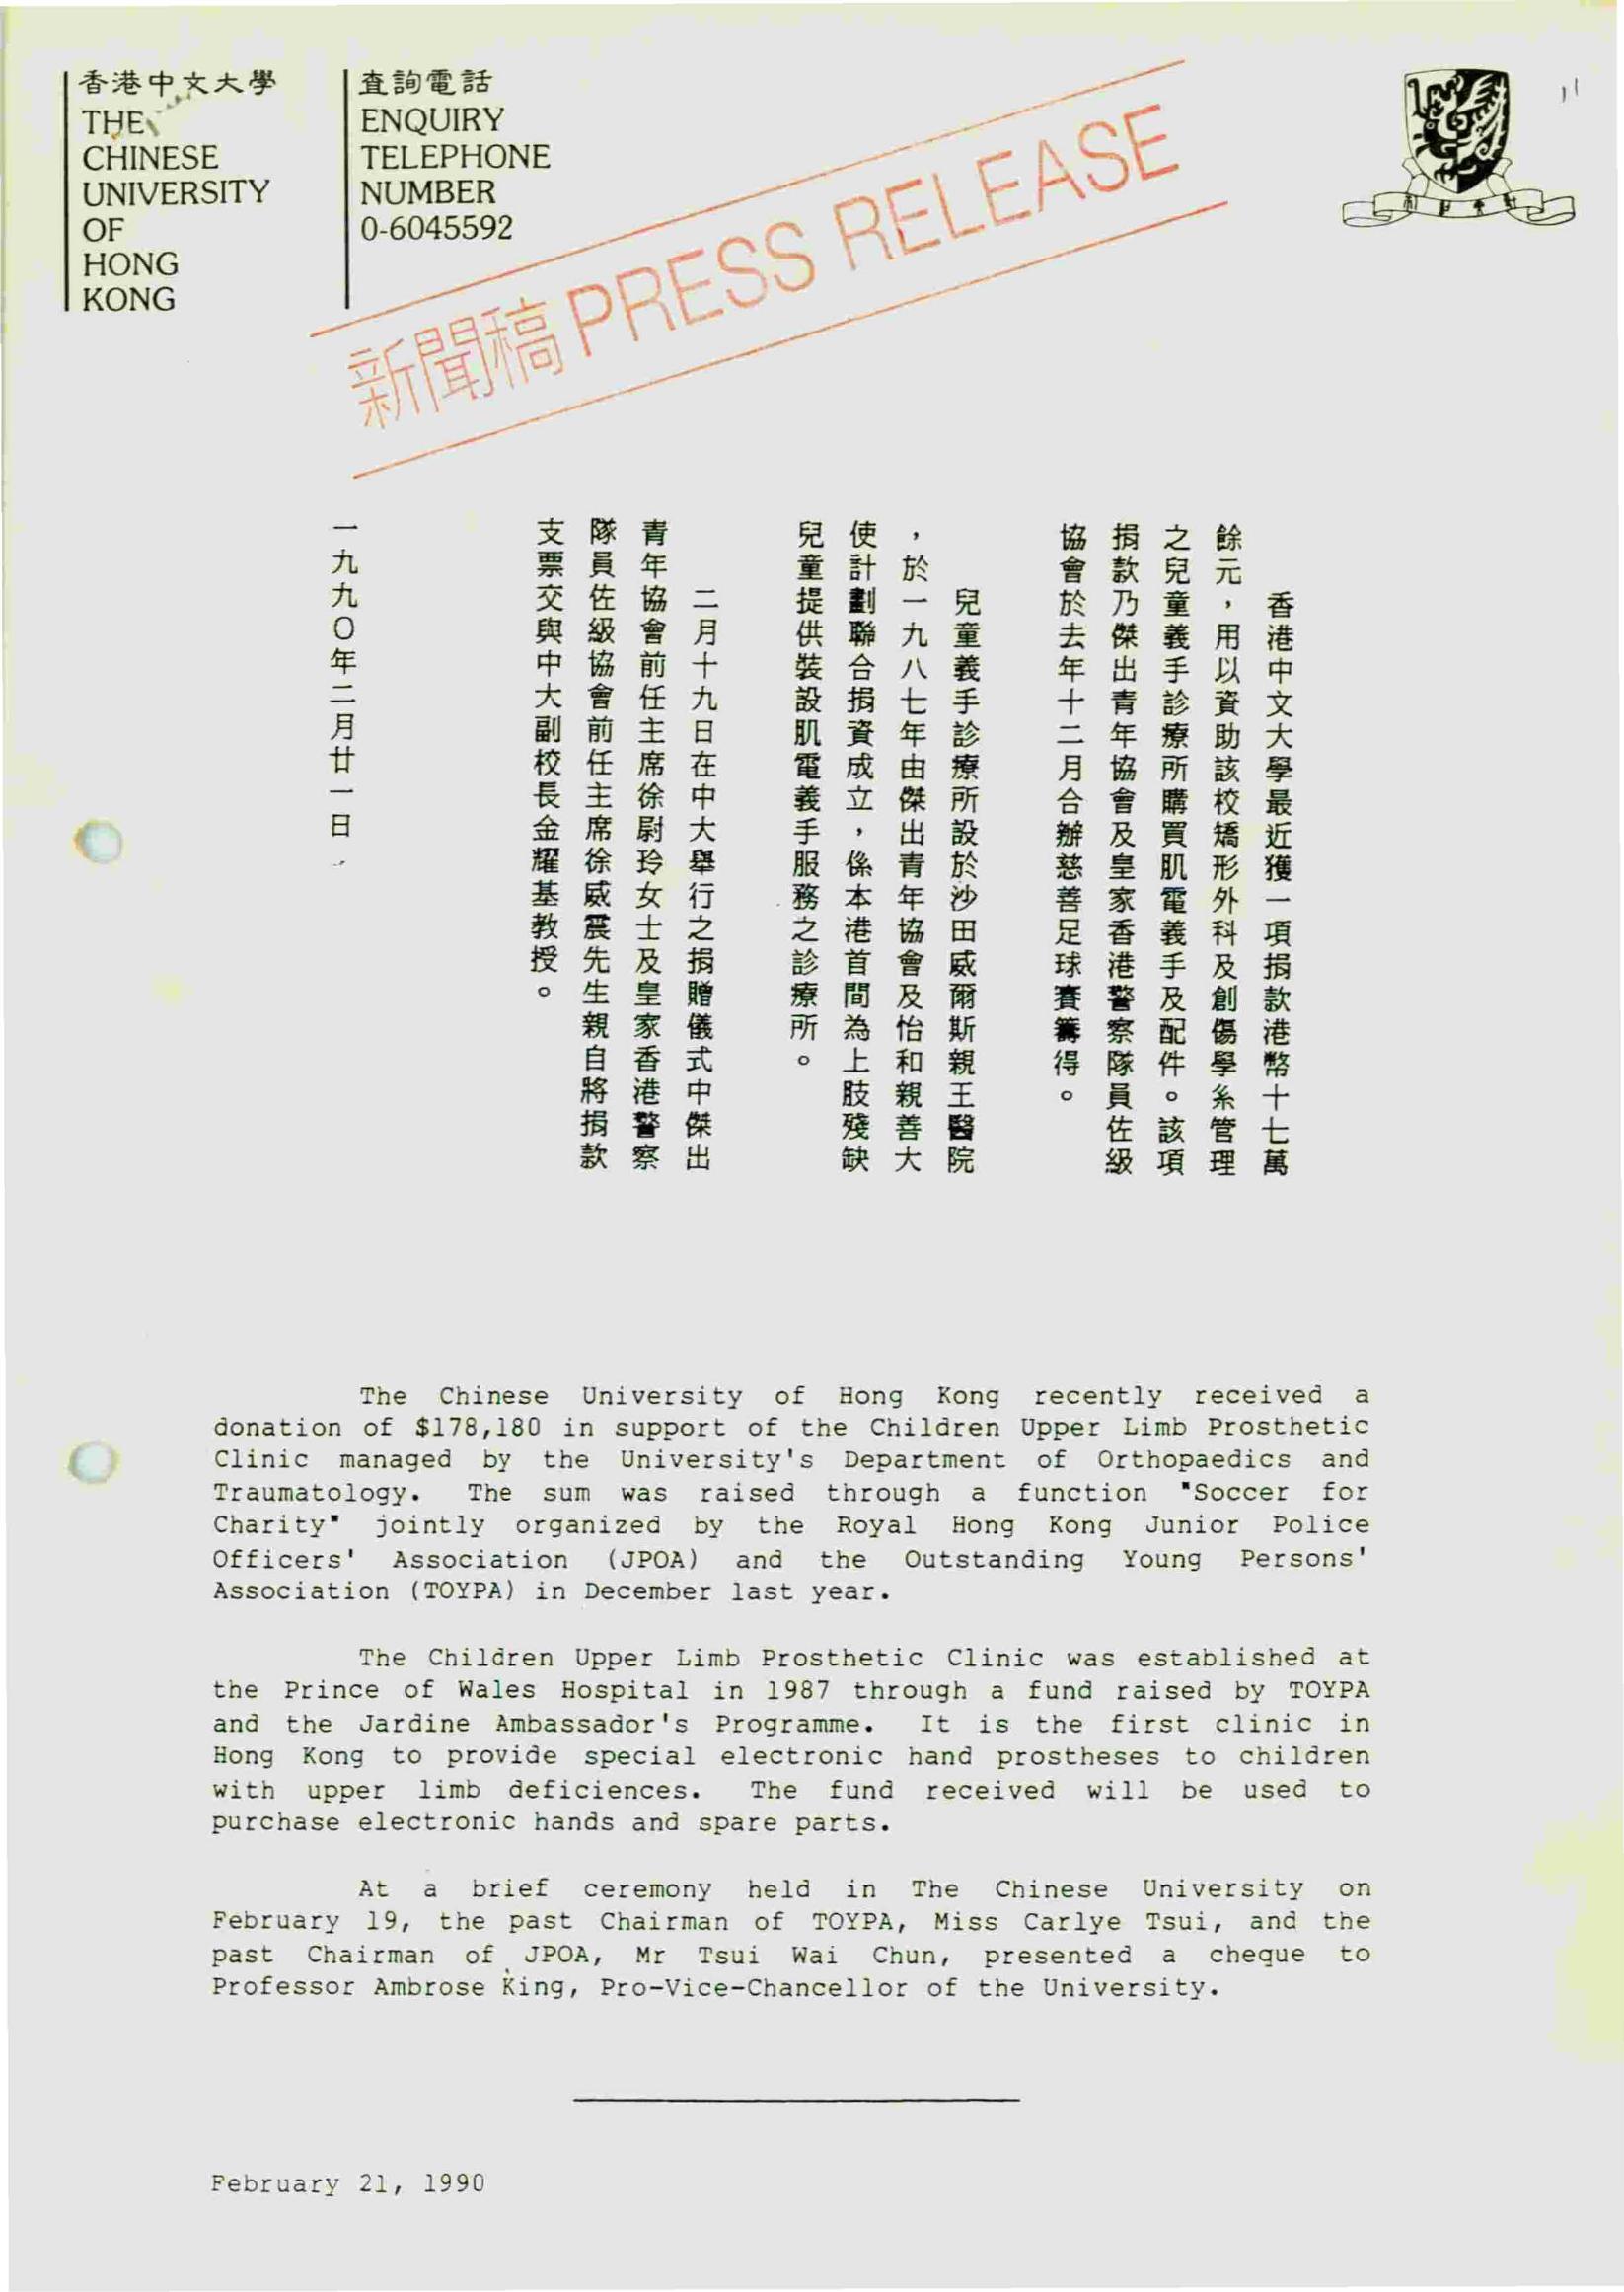 香港中文大學
THE
CHINESE
UNIVERSITY
OF
HONG
KONG
查詢電話
ENQUIRY
TELEPHONE
NUMBER
0-6045592
新聞稿 PRESS RELEASE
香港中文大學最近獲一項捐款港幣十七萬
餘元，用以資助該校矯形外科及創傷學系管理
之兒童義手診療所購買肌電義手及配件。該項
捐款乃傑出青年協會及皇家香港警察隊員佐級
協會於去年十二月合辦慈善足球賽籌得。
兒童義手診療所設於沙田威爾斯親王醫院
，於一九八七年由傑出青年協會及怡和親善大
使計劃聯合捐資成立，係本港首間為上肢殘缺
兒童提供裝設肌電義手服務之診療所。
二月十九日在中大舉行之捐贈儀式中傑出
青年協會前任主席徐尉玲女士及皇家香港警察
隊員佐級協會前任主席徐威震先生親自將捐款
支票交與中大副校長金耀基教授。
一九九○年二月廿一日
The Chinese University of Hong Kong recently received a
donation of $178,180 in support of the Children Upper Limb Prosthetic
Clinic managed by the University's Department of Orthopaedics and
Traumatology. The sum was raised through a function "Soccer for
Charity" jointly organized by the Royal Hong Kong Junior Police
Officers' Association (JPOA) and the Outstanding Young Persons'
Association (TOYPA) in December last year.
The Children Upper Limb Prosthetic Clinic was established at
the Prince of Wales Hospital in 1987 through a fund raised by TOYPA
and the Jardine Ambassador's Programme. It is the first clinic in
Hong Kong to provide special electronic hand prostheses to children
with upper limb deficiences. The fund received will be used to
purchase electronic hands and spare parts.
At a brief ceremony held in The Chinese University on
February 19, the past Chairman of TOYPA, Miss Carlye Tsui, and the
past Chairman of JPOA, Mr Tsui Wai Chun, presented a cheque to
Professor Ambrose King, Pro-Vice-Chancellor of the University.
February 21, 1990